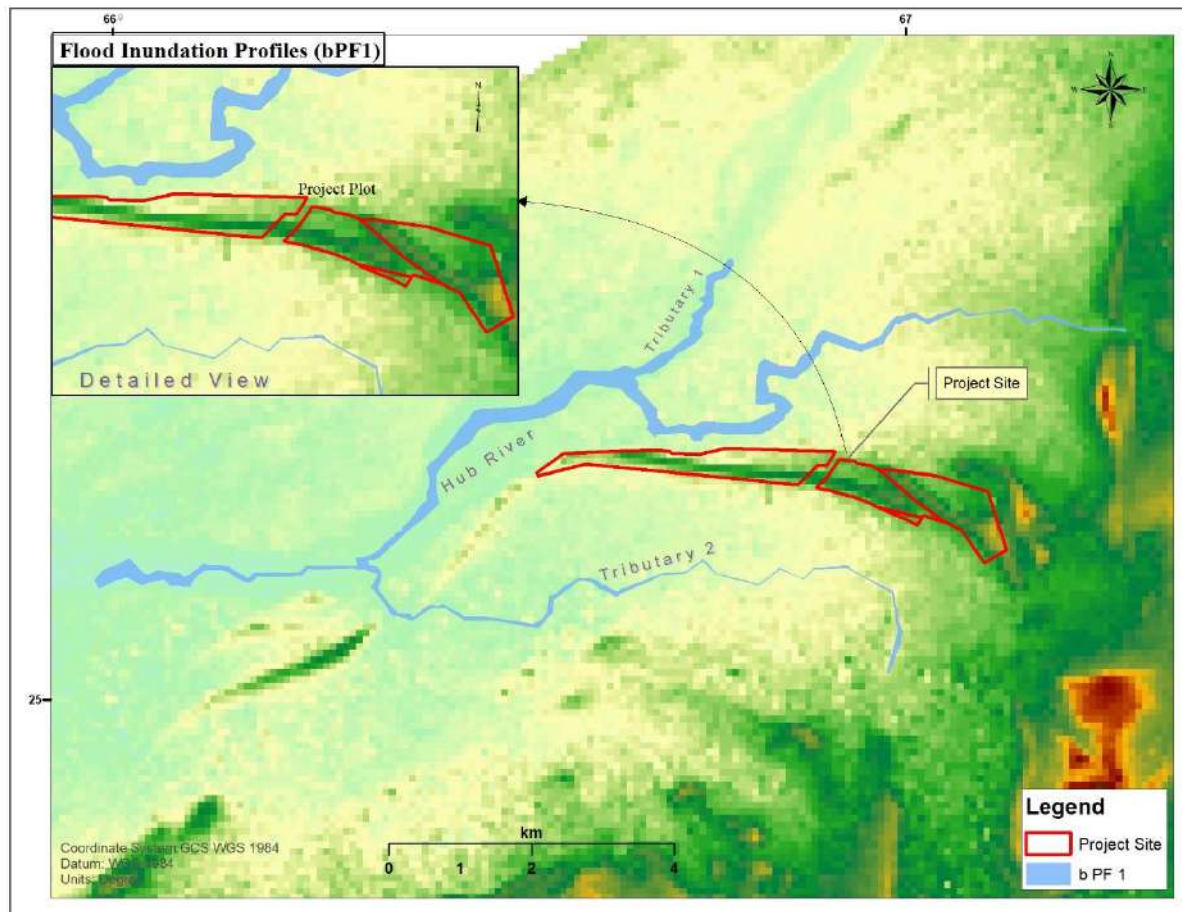 66
67
Flood Inundation Profiles (bPF1)
N
W
E
S
N
Project Plot
Tributary 1
Project Site
Detailed View
Hub River
Tributary 2
25
km
0 2 4
Legend
Project Site
b PF 1
Coordinate System: GCS WGS 1984
Datum: WGS 1984
Units: Degree